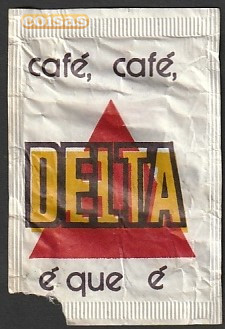 coisas
café, café,
DELTA
é que é